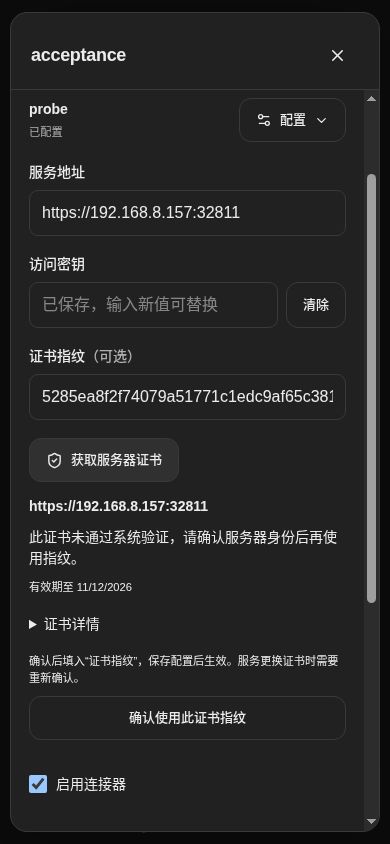 acceptance
probe
已配置
配置
服务地址
https://192.168.8.157:32811
访问密钥
已保存，输入新值可替换
清除
证书指纹（可选）
5285ea8f2f74079a51771c1edc9af65c381
获取服务器证书
https://192.168.8.157:32811
此证书未通过系统验证，请确认服务器身份后再使
用指纹。
有效期至 11/12/2026
证书详情
确认后填入“证书指纹”，保存配置后生效。服务更换证书时需要
重新确认。
确认使用此证书指纹
启用连接器